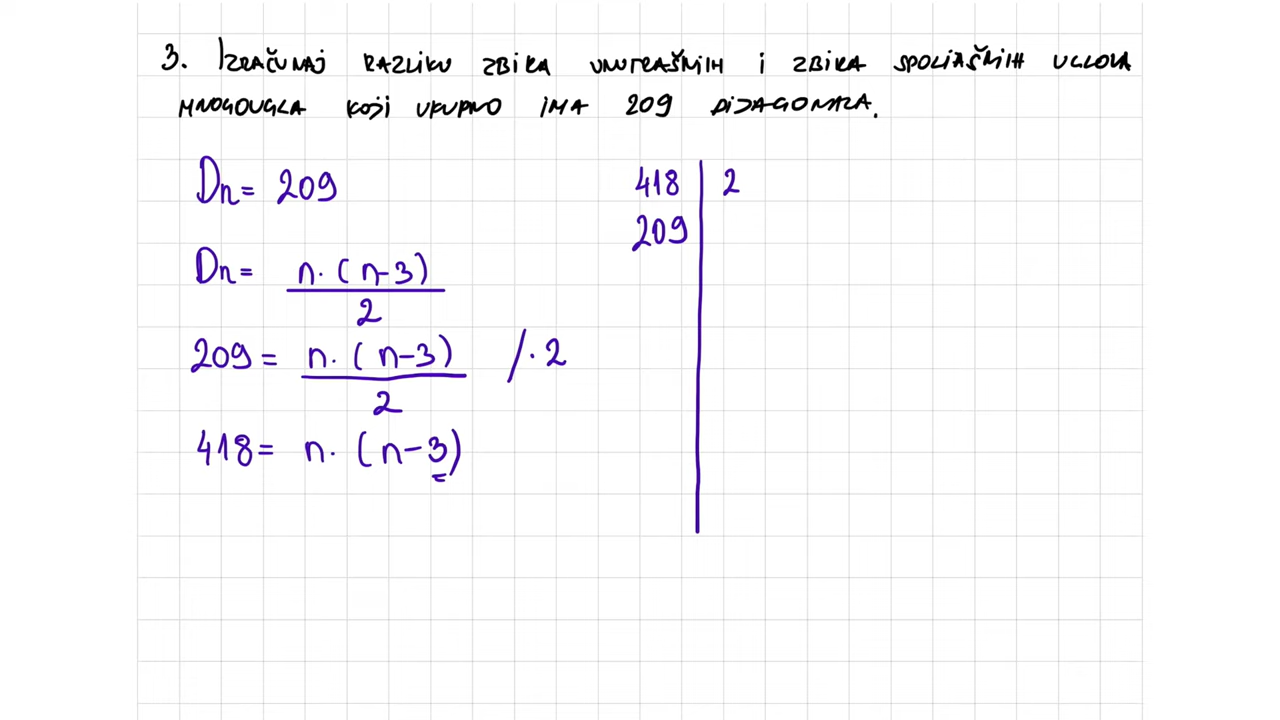 3. IZRAČUNAJ RAZLIKU ZBIRA UNUTRAŠNJIH I ZBIRA SPOLJAŠNJIH UGLOVA
MNOGOUGLA KOJI UKUPNO IMA 209 DIJAGONALA.
Dn = 209
Dn = n·(n-3)
2
209 = n·(n-3) /·2
2
418 = n·(n-3)
418 | 2
209